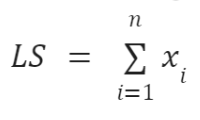 LS = ∑_{i=1}^{n} x_i